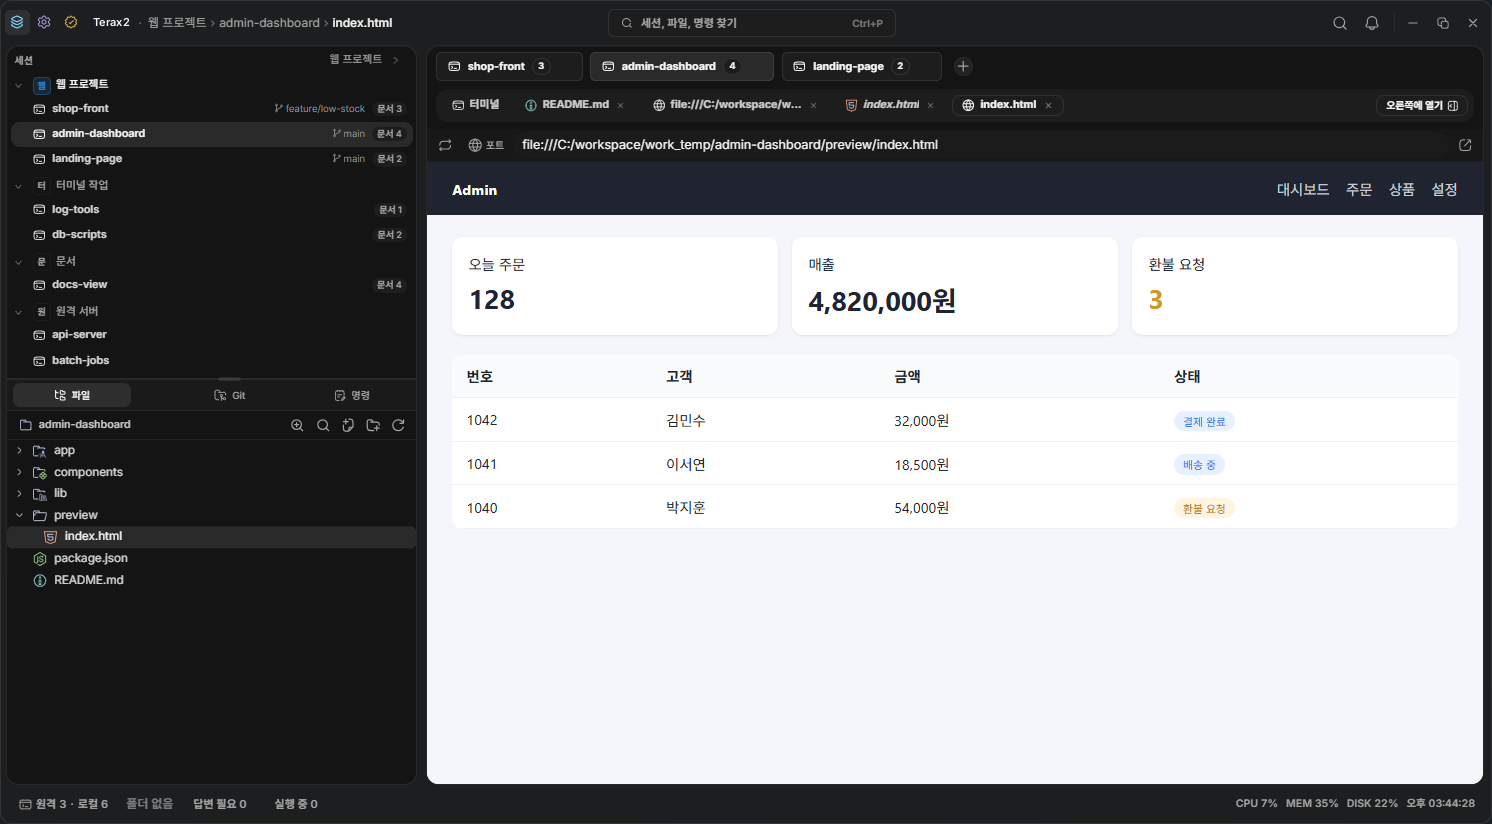 Terax2 · 웹 프로젝트 › admin-dashboard › index.html
세션, 파일, 명령 찾기 Ctrl+P
세션 웹 프로젝트
웹 웹 프로젝트
shop-front feature/low-stock 문서 3
admin-dashboard main 문서 4
landing-page main 문서 2
터 터미널 작업
log-tools 문서 1
db-scripts 문서 2
문 문서
docs-view 문서 4
원 원격 서버
api-server
batch-jobs
파일 Git 명령
admin-dashboard
app
components
lib
preview
index.html
package.json
README.md
shop-front 3 admin-dashboard 4 landing-page 2
터미널 README.md file:///C:/workspace/w... index.html index.html 오른쪽에 열기
포트 file:///C:/workspace/work_temp/admin-dashboard/preview/index.html
Admin 대시보드 주문 상품 설정
오늘 주문
128
매출
4,820,000원
환불 요청
3
번호 고객 금액 상태
1042 김민수 32,000원 결제 완료
1041 이서연 18,500원 배송 중
1040 박지훈 54,000원 환불 요청
원격 3 · 로컬 6 폴더 없음 답변 필요 0 실행 중 0
CPU 7% MEM 35% DISK 22% 오후 03:44:28